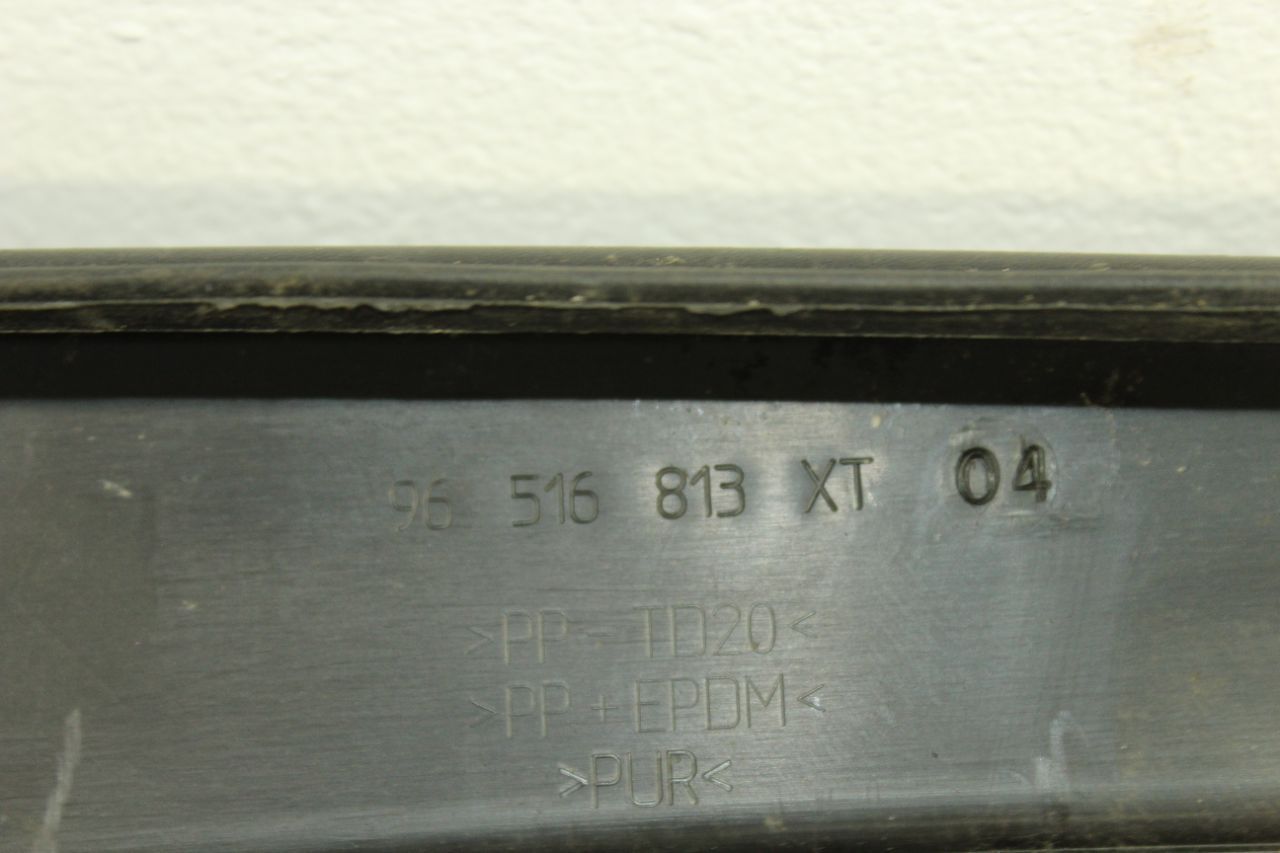 96 516 813 XT 04
>PP-TD20<
>PP+EPDM<
>PUR<